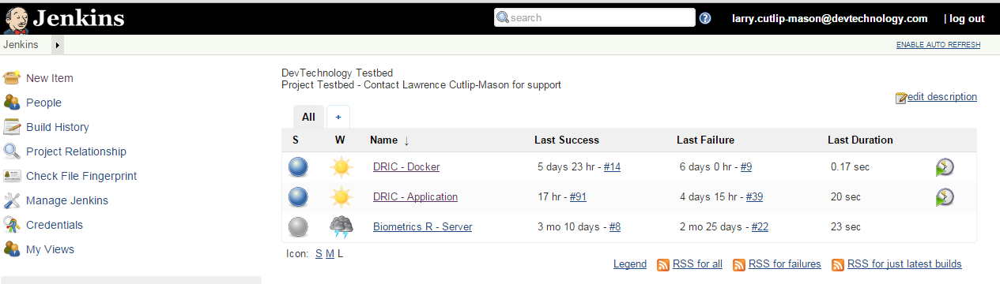 Jenkins
search
larry.cutlip-mason@devtechnology.com | log out
Jenkins
ENABLE AUTO REFRESH
New Item
People
Build History
Project Relationship
Check File Fingerprint
Manage Jenkins
Credentials
My Views
DevTechnology Testbed
Project Testbed - Contact Lawrence Cutlip-Mason for support
edit description
All +
S W Name ↓ Last Success Last Failure Last Duration
DRIC - Docker 5 days 23 hr - #14 6 days 0 hr - #9 0.17 sec
DRIC - Application 17 hr - #91 4 days 15 hr - #39 20 sec
Biometrics R - Server 3 mo 10 days - #8 2 mo 25 days - #22 23 sec
Icon: S M L
Legend RSS for all RSS for failures RSS for just latest builds